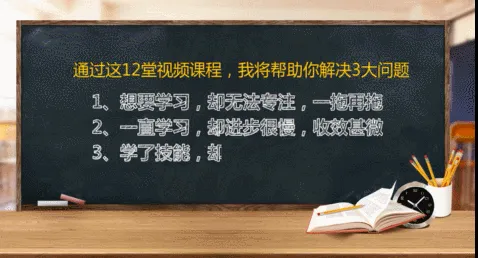 通过这12堂视频课程，我将帮助你解决3大问题
1、想要学习，却无法专注，一拖再拖
2、一直学习，却进步很慢，收效甚微
3、学了技能，却